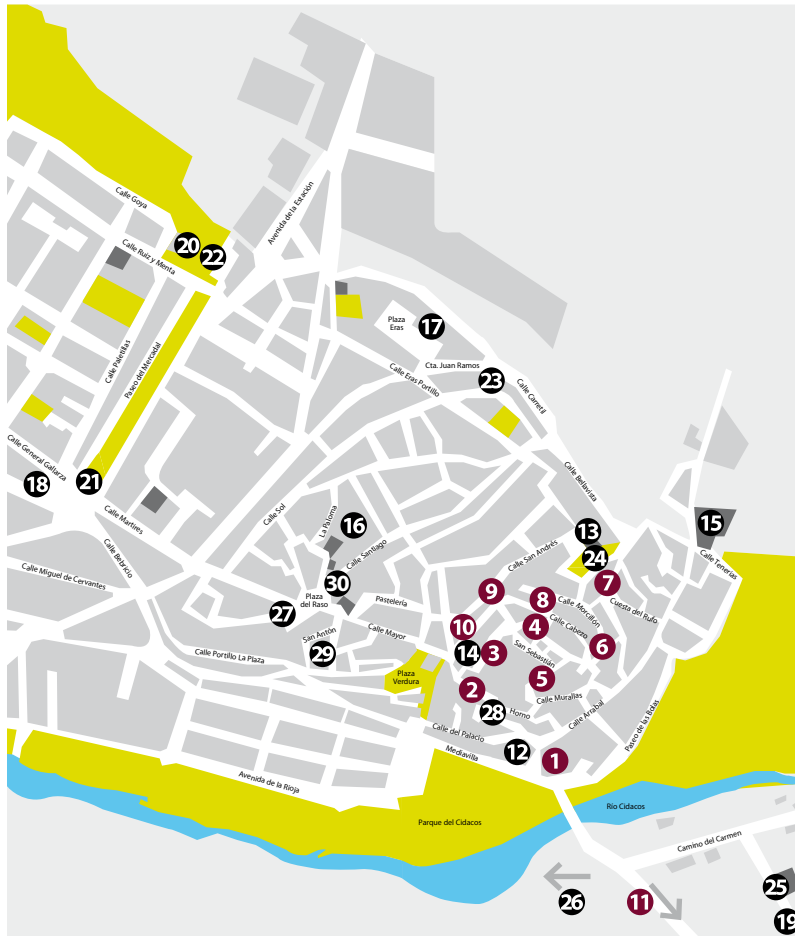 Calle Goya
Avenida de la Estación
20
22
Calle Ruiz y Menta
Plaza
Eras
17
Calle Paletillas
Paseo del Mercadal
Cta. Juan Ramos
Calle Eras Portillo
23
Calle Carretil
Calle General Gallarza
18
21
Calle Bellavista
Calle Martires
Calle Sol
La Paloma
16
13
15
Calle Bebricio
Calle Santiago
Calle San Andrés
24
Calle Tenerías
Calle Miguel de Cervantes
30
9
7
Plaza
del Raso
Pastelería
8
Calle Morcillón
Cuesta del Rufo
27
10
4
Calle Cabezo
San Antón
Calle Mayor
6
29
14
3
San Sebastián
Calle Portillo La Plaza
Plaza
Verdura
2
5
Calle Murallas
28
Horno
Calle Arrabal
Paseo de las Bolas
Calle del Palacio
12
Mediavilla
1
Avenida de la Rioja
Río Cidacos
Parque del Cidacos
Camino del Carmen
26
11
25
19